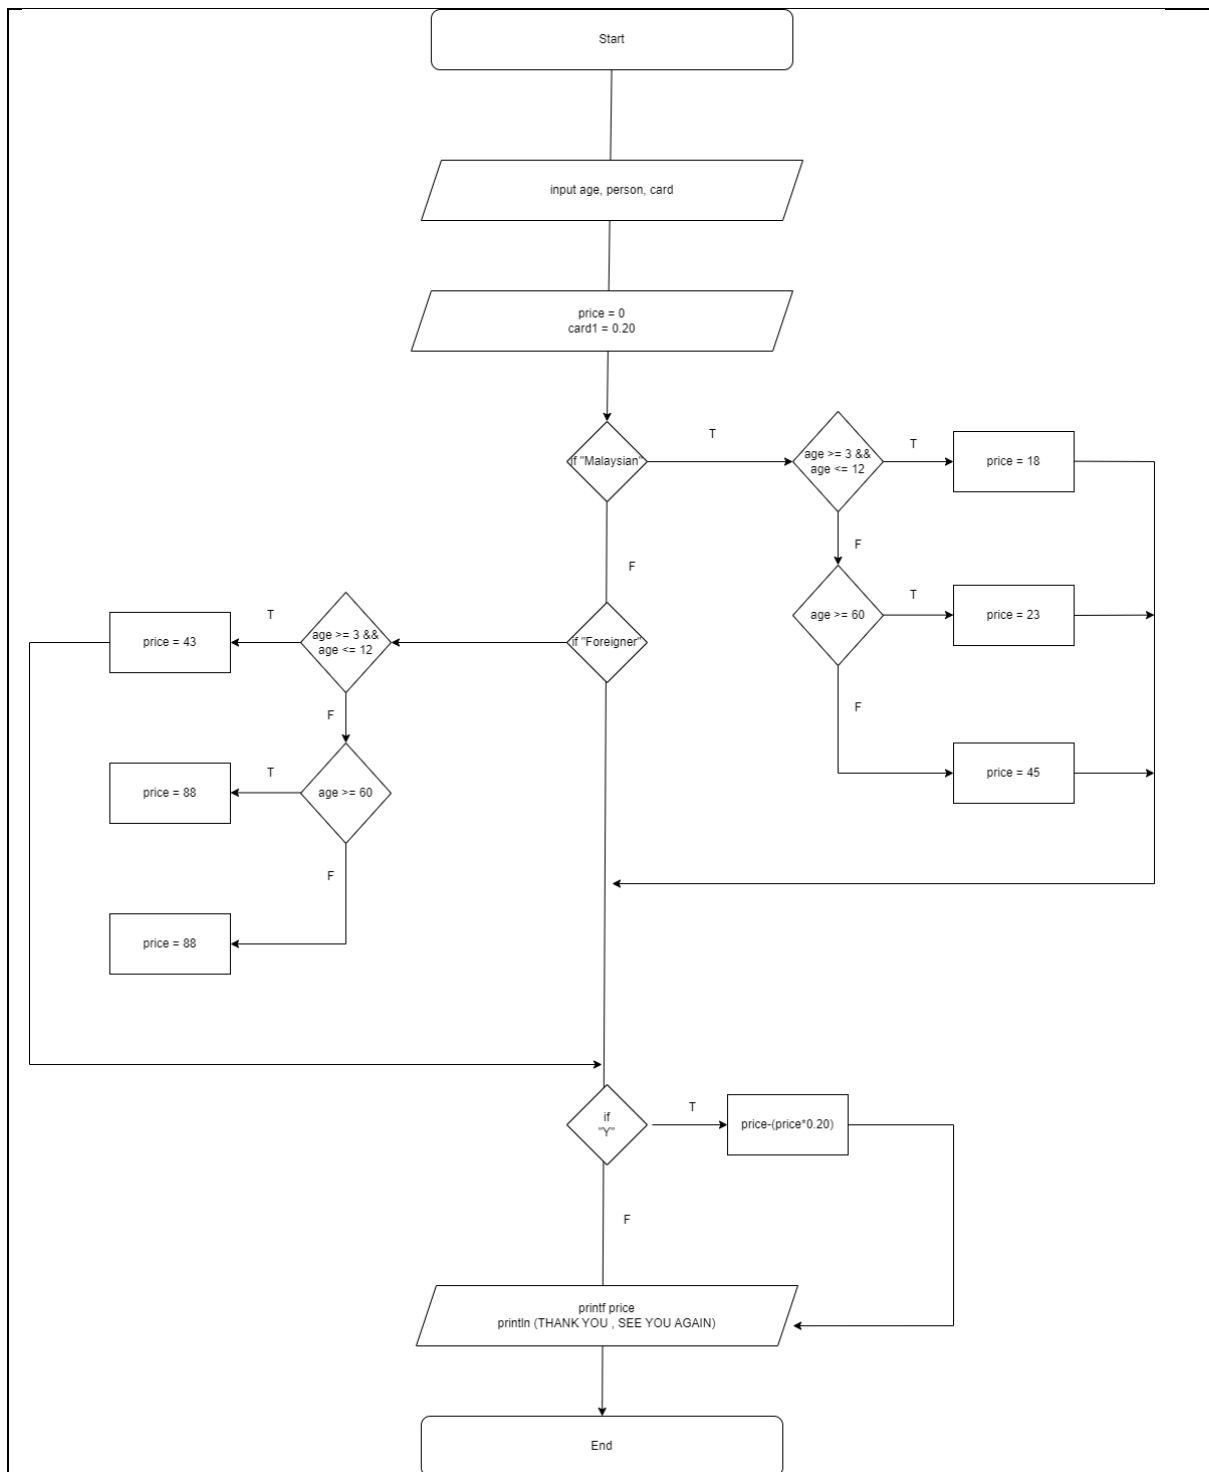 Start
input age, person, card
price = 0
card1 = 0.20
if "Malaysian"
T
age >= 3 &&
age <= 12
T
price = 18
F
F
age >= 60
T
price = 23
if "Foreigner"
age >= 3 &&
age <= 12
T
price = 43
F
F
price = 45
age >= 60
T
price = 88
F
price = 88
if
"Y"
T
price-(price*0.20)
F
printf price
println (THANK YOU , SEE YOU AGAIN)
End